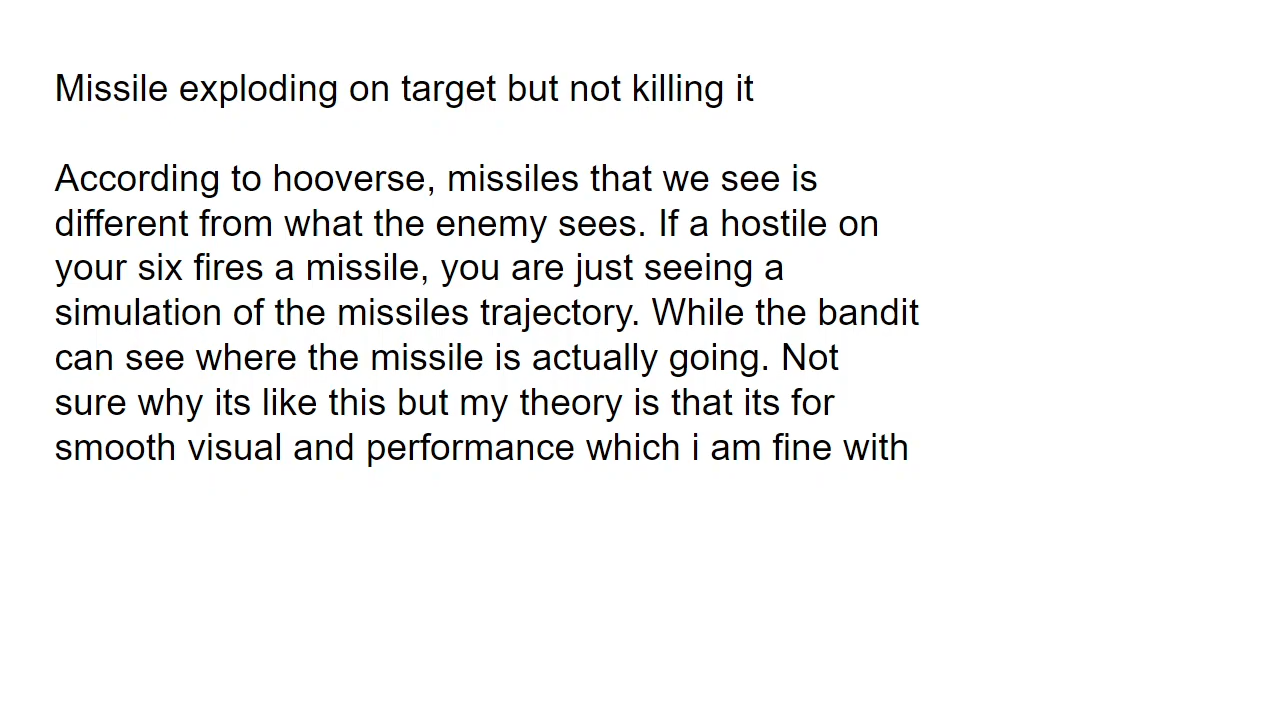 Missile exploding on target but not killing it
According to hooverse, missiles that we see is
different from what the enemy sees. If a hostile on
your six fires a missile, you are just seeing a
simulation of the missiles trajectory. While the bandit
can see where the missile is actually going. Not
sure why its like this but my theory is that its for
smooth visual and performance which i am fine with